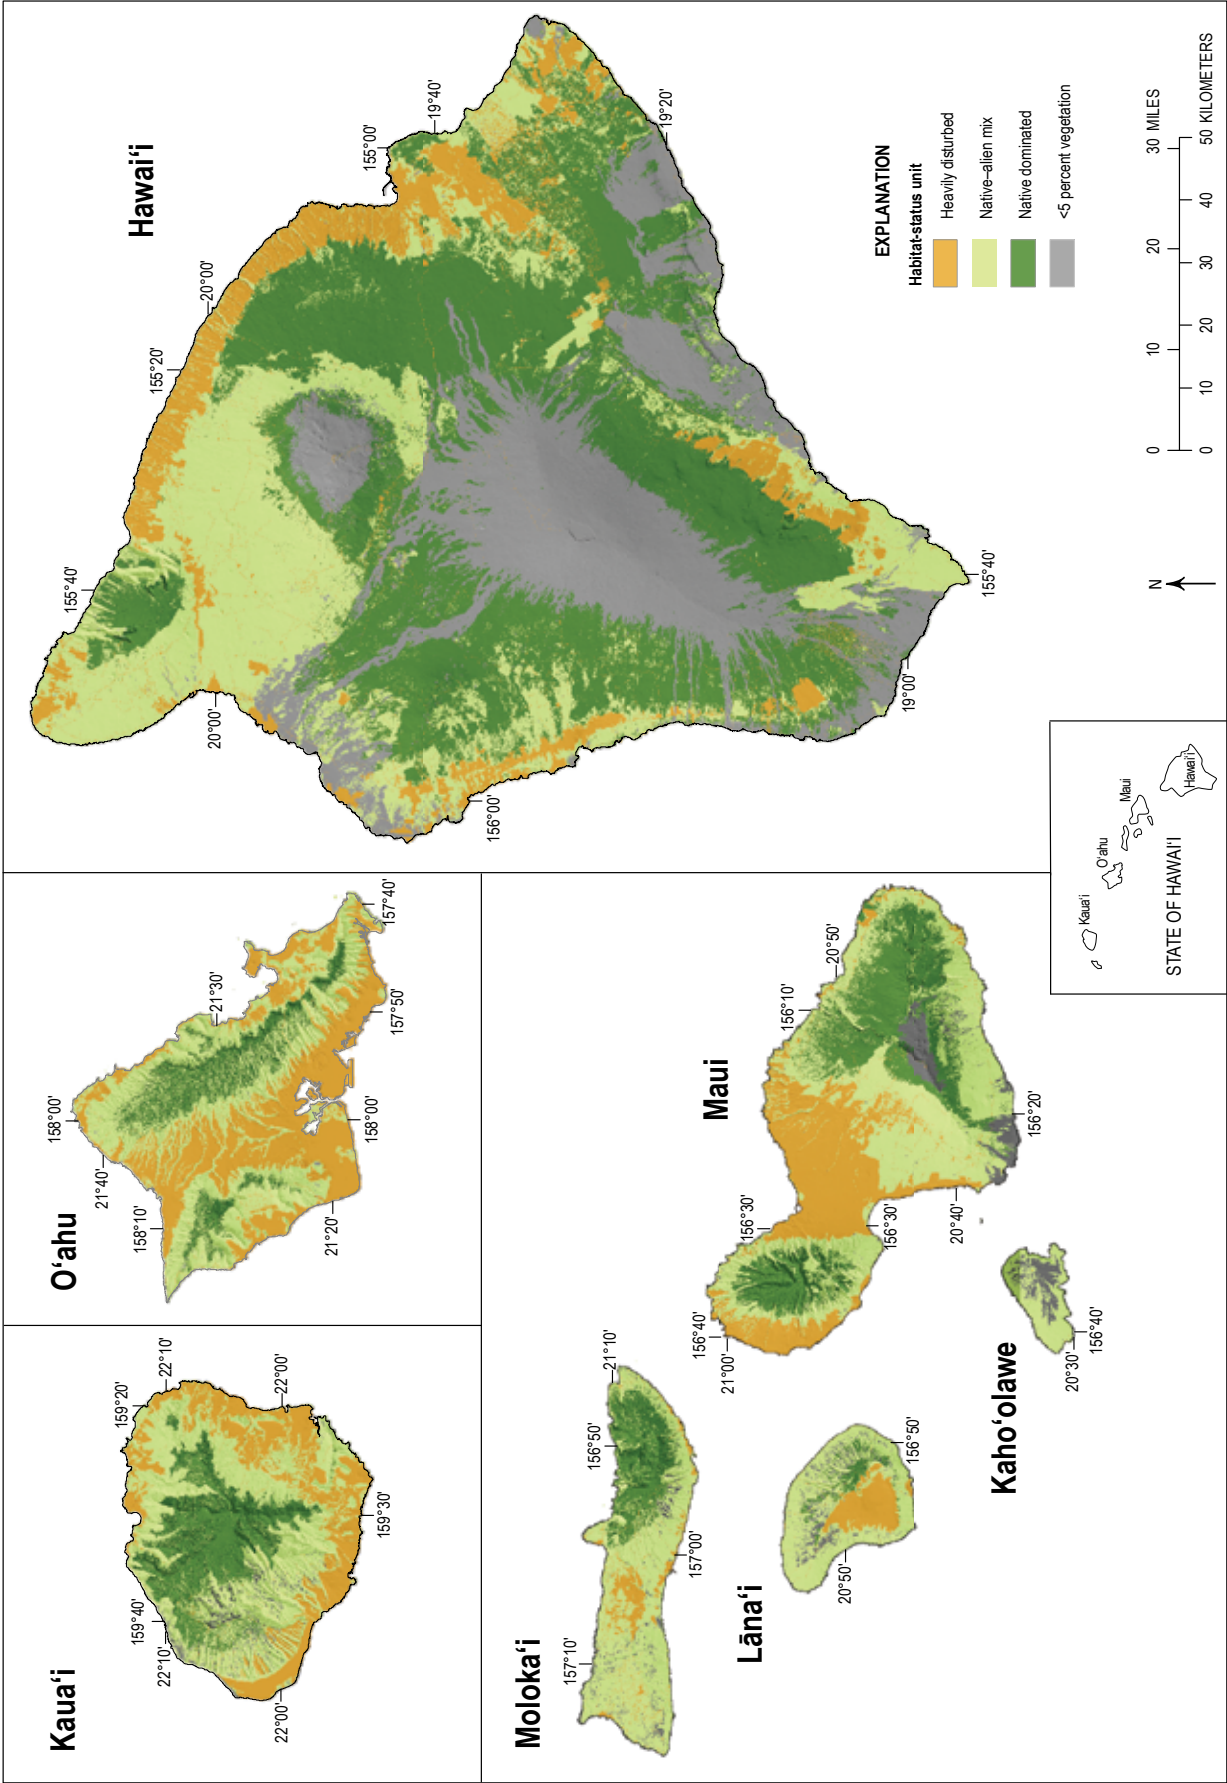 Kauaʻi
159°40'
22°10'
22°00'
159°20'
22°10'
22°00'
159°30'
Oʻahu
158°10'
21°40'
158°00'
21°30'
21°20'
158°00'
157°50'
157°40'
Hawaiʻi
155°40'
155°20'
20°00'
155°00'
19°40'
20°00'
156°00'
19°20'
19°00'
155°40'
EXPLANATION
Habitat-status unit
Heavily disturbed
Native–alien mix
Native dominated
<5 percent vegetation
0 10 20 30 MILES
0 10 20 30 40 50 KILOMETERS
N
Molokaʻi
157°10'
157°00'
156°50'
21°10'
Maui
156°40'
21°00'
156°30'
156°10'
20°50'
156°30'
20°40'
156°20'
Lānaʻi
20°50'
156°50'
Kahoʻolawe
20°30'
156°40'
Kauaʻi
Oʻahu
Maui
Hawaiʻi
STATE OF HAWAIʻI